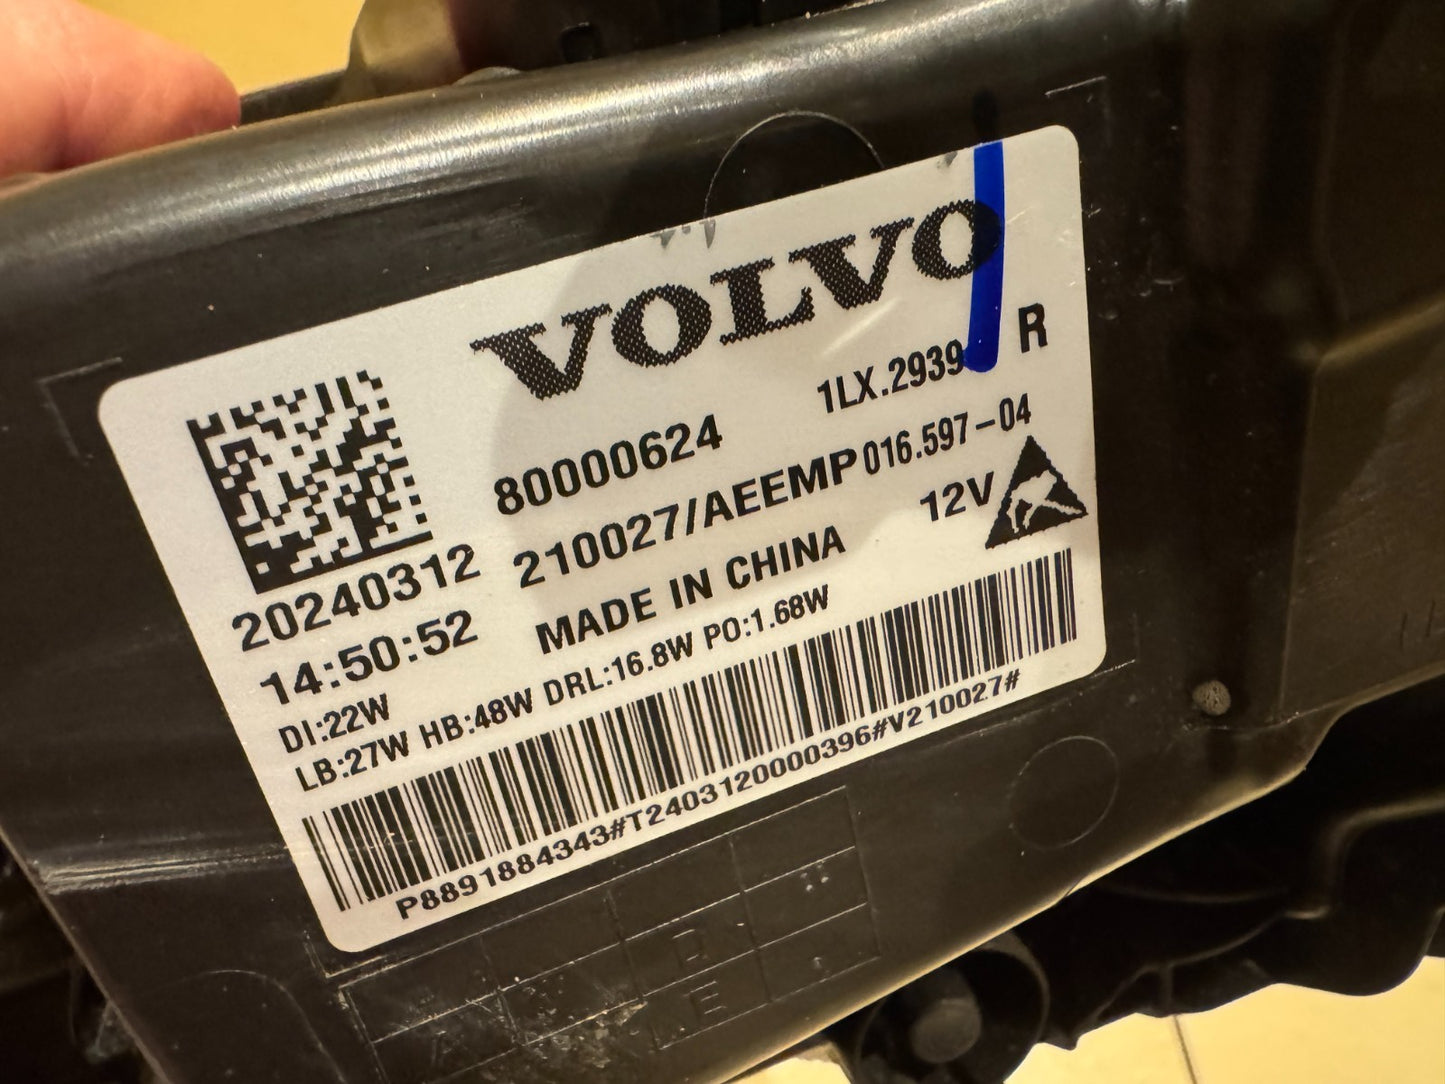 VOLVO
R
1LX.2939
80000624
016.597-04
210027/AEEMP
12V
MADE IN CHINA
20240312
14:50:52
DI:22W
LB:27W HB:48W DRL:16.8W PO:1.68W
P8891884343#T2403120000396#V210027#
D
E